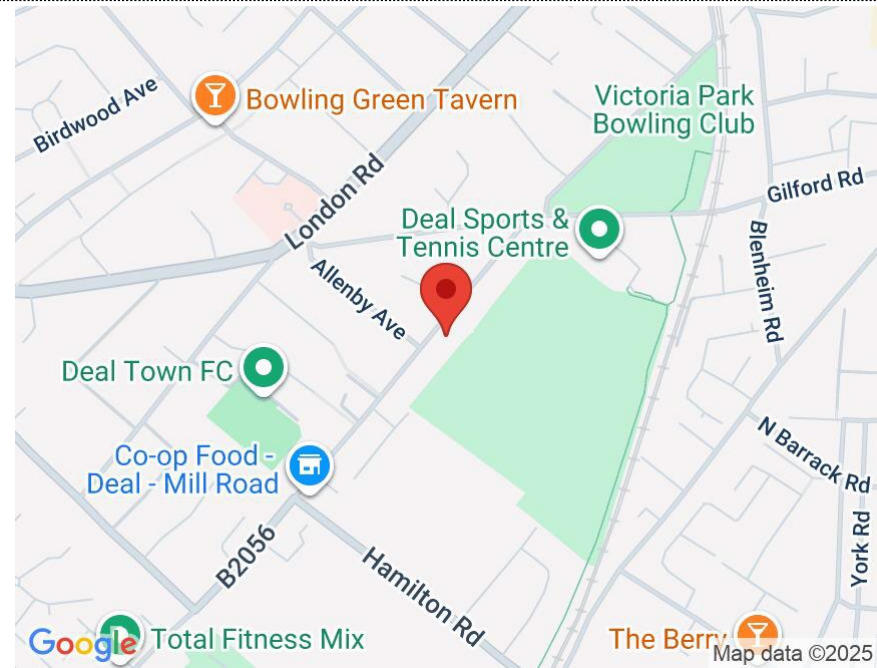 Birdwood Ave
Bowling Green Tavern
Victoria Park
Bowling Club
London Rd
Gilford Rd
Deal Sports &
Tennis Centre
Blenheim Rd
Allenby Ave
Deal Town FC
Co-op Food -
Deal - Mill Road
N Barrack Rd
York Rd
B2056
Hamilton Rd
Google
Total Fitness Mix
The Berry
Map data ©2025